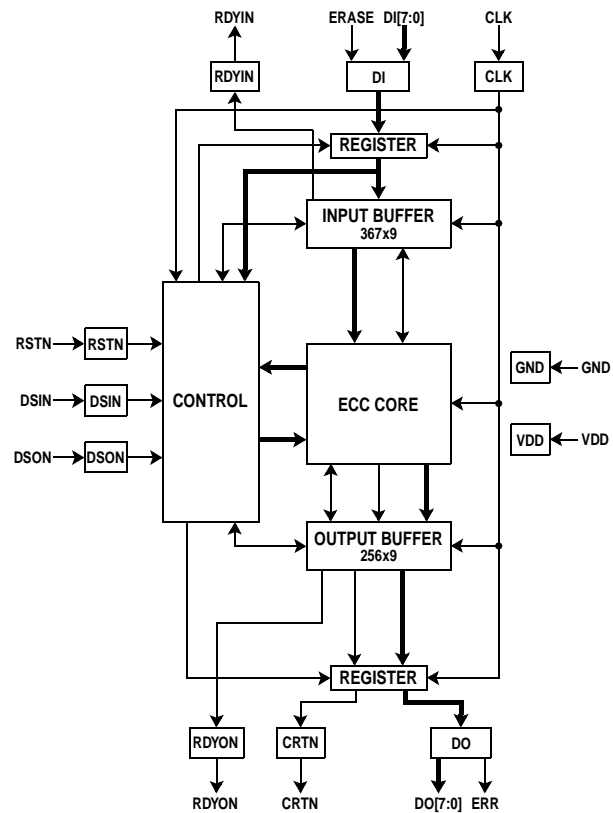 RDYIN
ERASE
DI[7:0]
CLK
RDYIN
DI
CLK
REGISTER
INPUT BUFFER
367x9
RSTN
RSTN
DSIN
DSIN
DSON
DSON
CONTROL
ECC CORE
GND
GND
VDD
VDD
OUTPUT BUFFER
256x9
REGISTER
RDYON
CRTN
DO
RDYON
CRTN
DO[7:0]
ERR